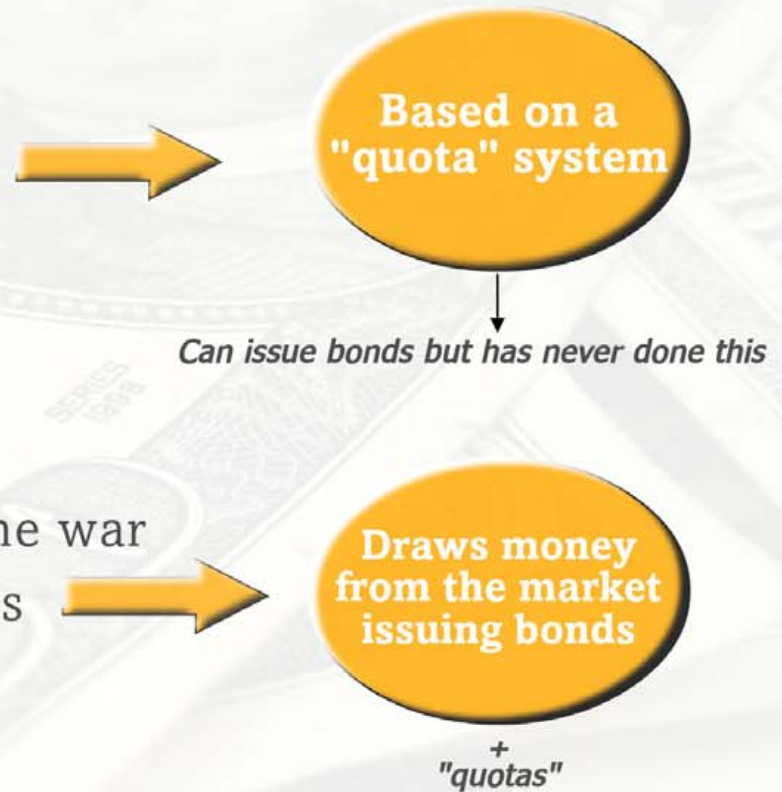 Based on a
"quota" system
Can issue bonds but has never done this
SERIES
war
Draws money
from the market
issuing bonds
+
"quotas"